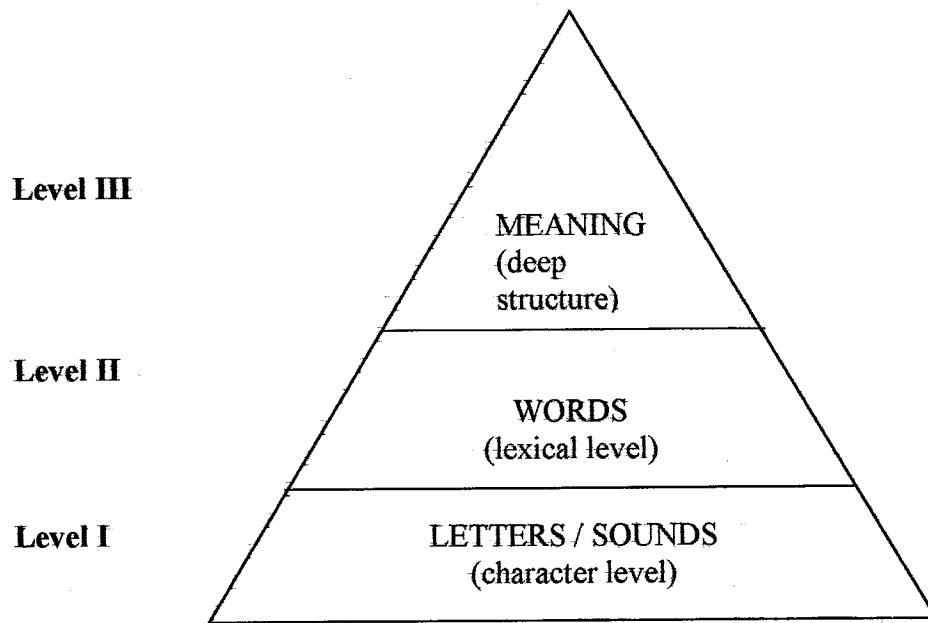 Level III
MEANING
(deep
structure)
Level II
WORDS
(lexical level)
Level I
LETTERS / SOUNDS
(character level)